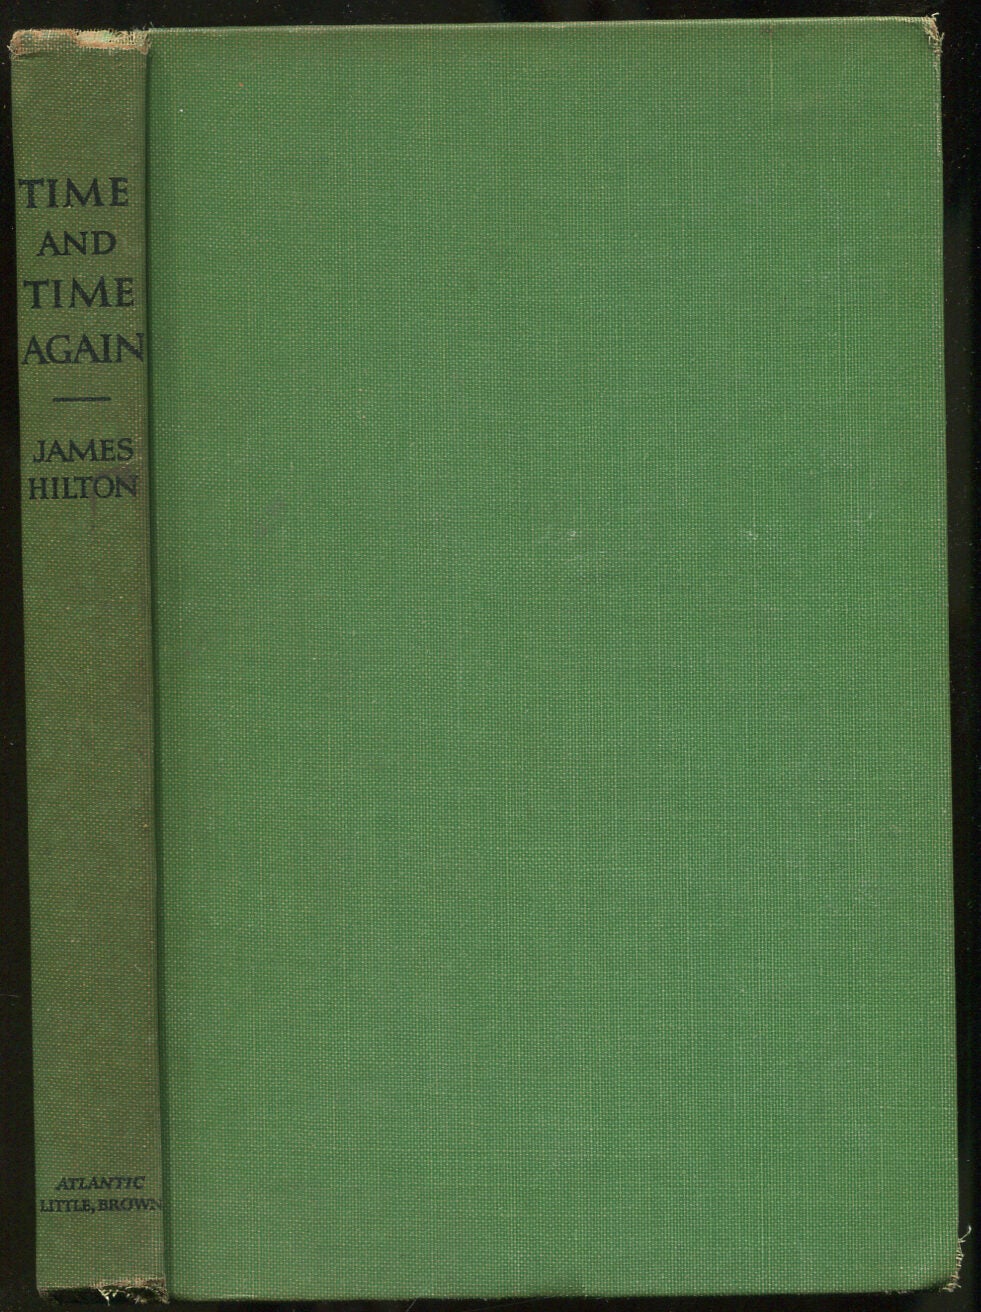 TIME
AND
TIME
AGAIN
JAMES
HILTON
ATLANTIC
LITTLE, BROWN